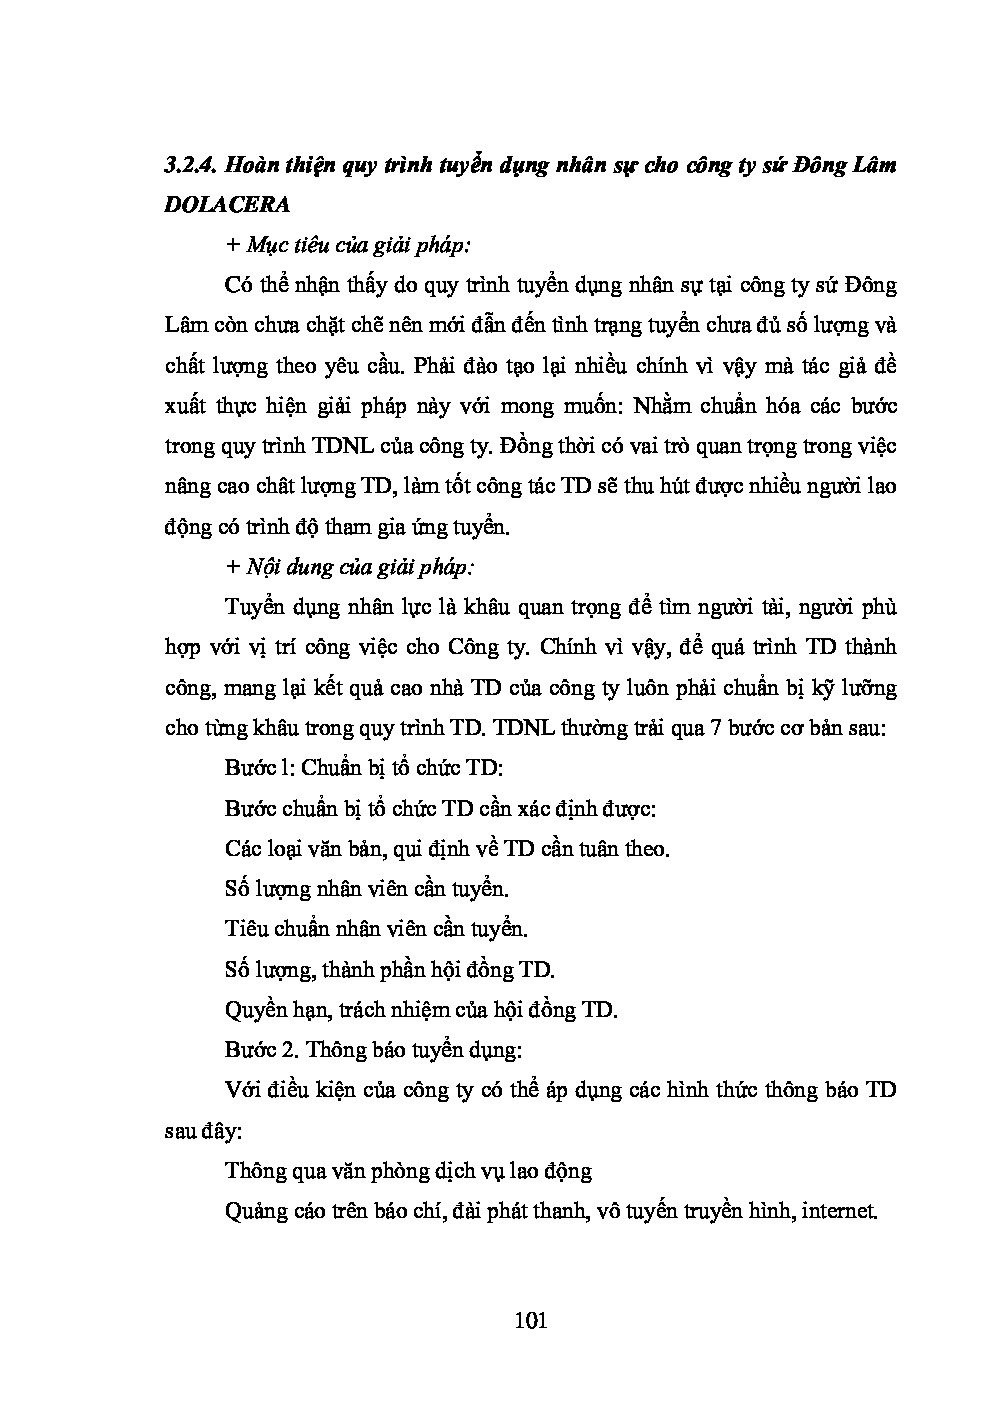 3.2.4. Hoàn thiện quy trình tuyển dụng nhân sự cho công ty sứ Đông Lâm
DOLACERA
+ Mục tiêu của giải pháp:
Có thể nhận thấy do quy trình tuyển dụng nhân sự tại công ty sứ Đông
Lâm còn chưa chặt chẽ nên mới dẫn đến tình trạng tuyển chưa đủ số lượng và
chất lượng theo yêu cầu. Phải đào tạo lại nhiều chính vì vậy mà tác giả đề
xuất thực hiện giải pháp này với mong muốn: Nhằm chuẩn hóa các bước
trong quy trình TDNL của công ty. Đồng thời có vai trò quan trọng trong việc
nâng cao chât lượng TD, làm tốt công tác TD sẽ thu hút được nhiều người lao
động có trình độ tham gia ứng tuyển.
+ Nội dung của giải pháp:
Tuyển dụng nhân lực là khâu quan trọng để tìm người tài, người phù
hợp với vị trí công việc cho Công ty. Chính vì vậy, để quá trình TD thành
công, mang lại kết quả cao nhà TD của công ty luôn phải chuẩn bị kỹ lưỡng
cho từng khâu trong quy trình TD. TDNL thường trải qua 7 bước cơ bản sau:
Bước 1: Chuẩn bị tổ chức TD:
Bước chuẩn bị tổ chức TD cần xác định được:
Các loại văn bản, qui định về TD cần tuân theo.
Số lượng nhân viên cần tuyển.
Tiêu chuẩn nhân viên cần tuyển.
Số lượng, thành phần hội đồng TD.
Quyền hạn, trách nhiệm của hội đồng TD.
Bước 2. Thông báo tuyển dụng:
Với điều kiện của công ty có thể áp dụng các hình thức thông báo TD
sau đây:
Thông qua văn phòng dịch vụ lao động
Quảng cáo trên báo chí, đài phát thanh, vô tuyến truyền hình, internet.
101